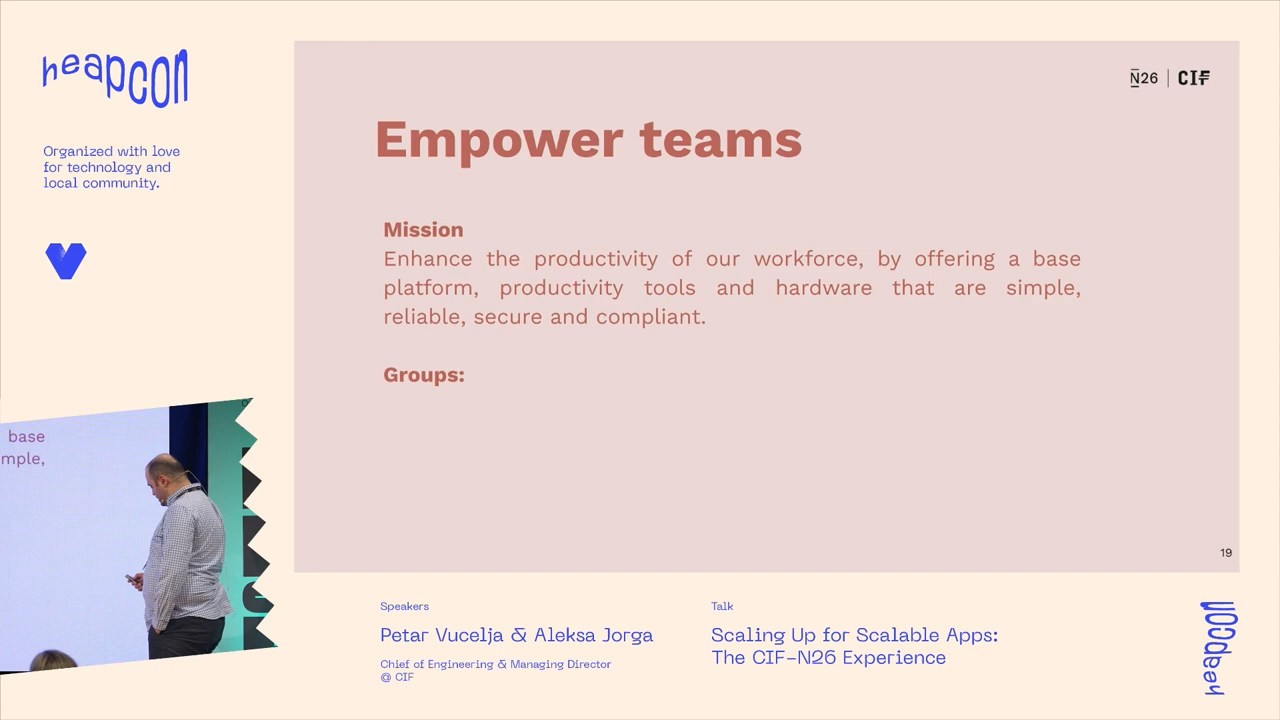 heapcon
Organized with love
for technology and
local community.
N26 | CIF
Empower teams
Mission
Enhance the productivity of our workforce, by offering a base
platform, productivity tools and hardware that are simple,
reliable, secure and compliant.
Groups:
19
base
mple,
Speakers
Petar Vucelja & Aleksa Jorga
Chief of Engineering & Managing Director
@ CIF
Talk
Scaling Up for Scalable Apps:
The CIF-N26 Experience
heapcon